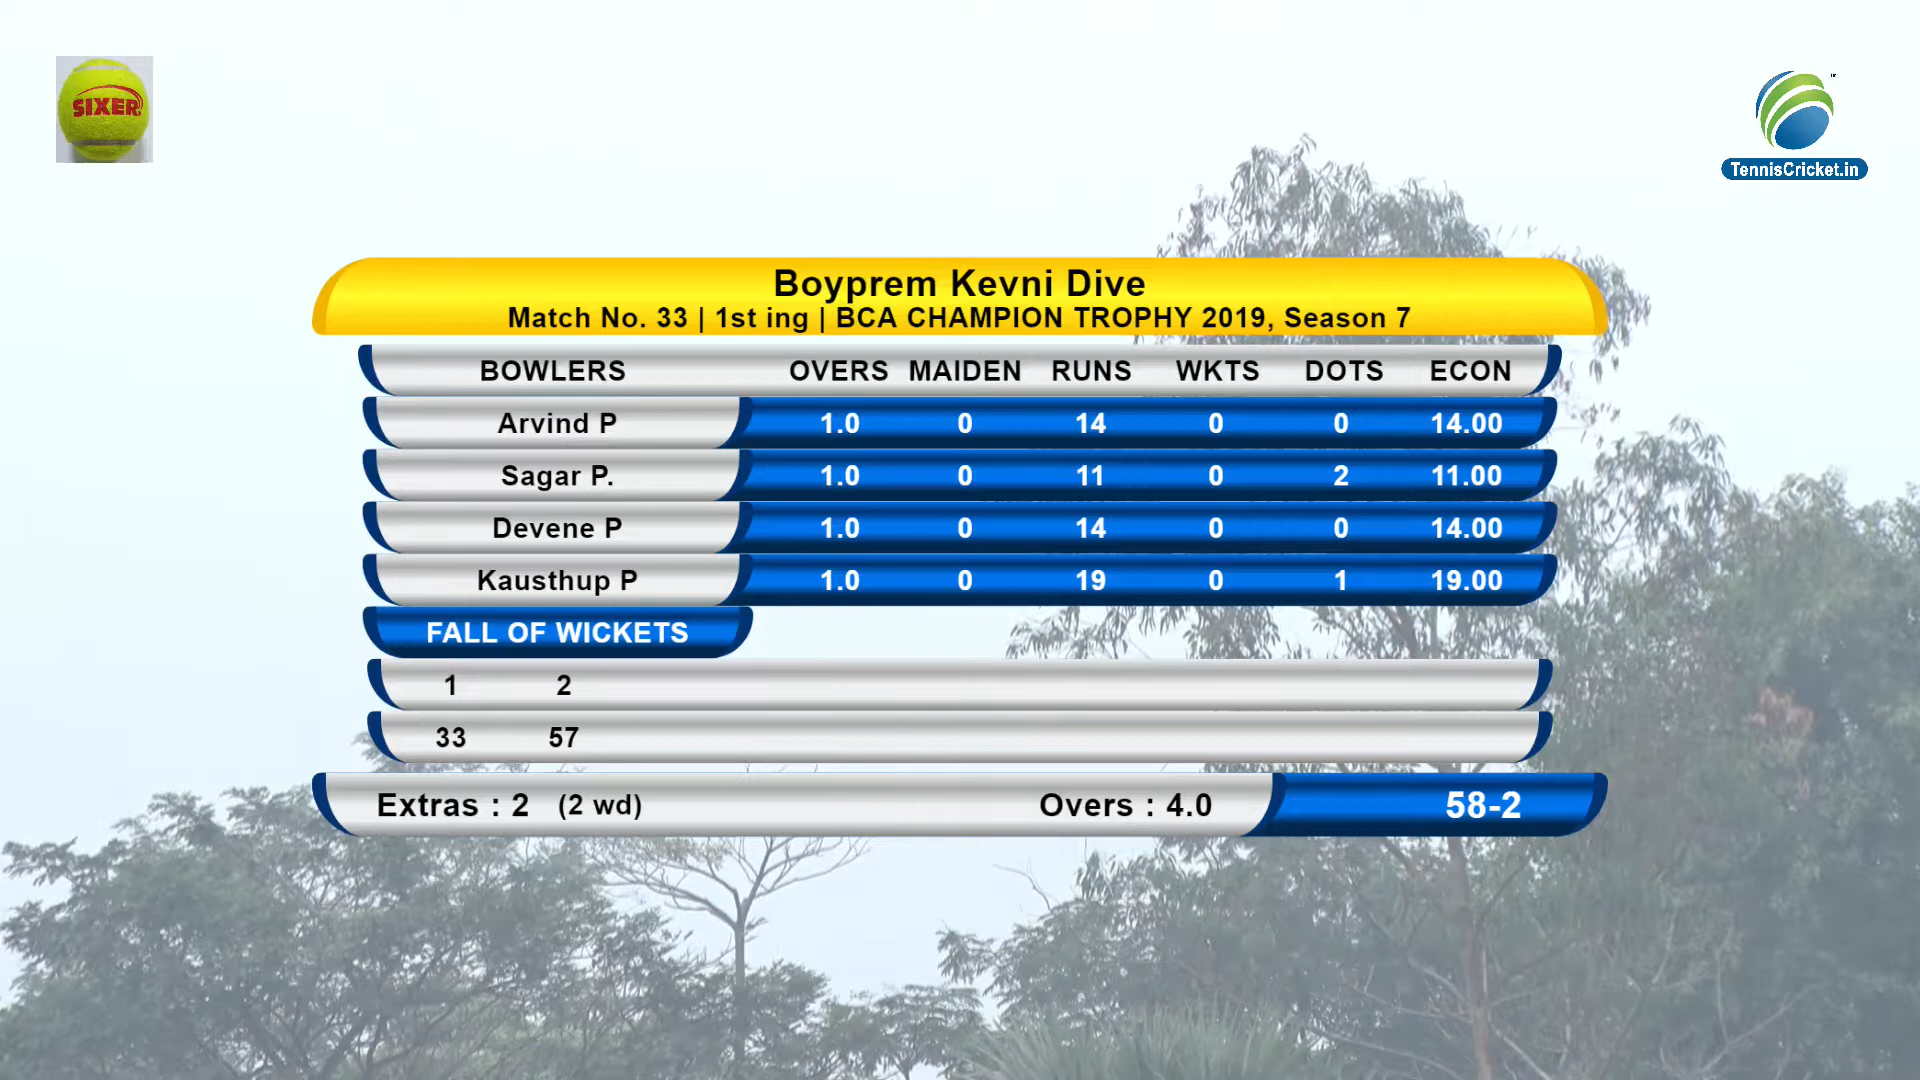 SIXER
TennisCricket.in
Boyprem Kevni Dive
Match No. 33 | 1st ing | BCA CHAMPION TROPHY 2019, Season 7
BOWLERS OVERS MAIDEN RUNS WKTS DOTS ECON
Arvind P 1.0 0 14 0 0 14.00
Sagar P. 1.0 0 11 0 2 11.00
Devene P 1.0 0 14 0 0 14.00
Kausthup P 1.0 0 19 0 1 19.00
FALL OF WICKETS
1 2
33 57
Extras : 2 (2 wd) Overs : 4.0 58-2